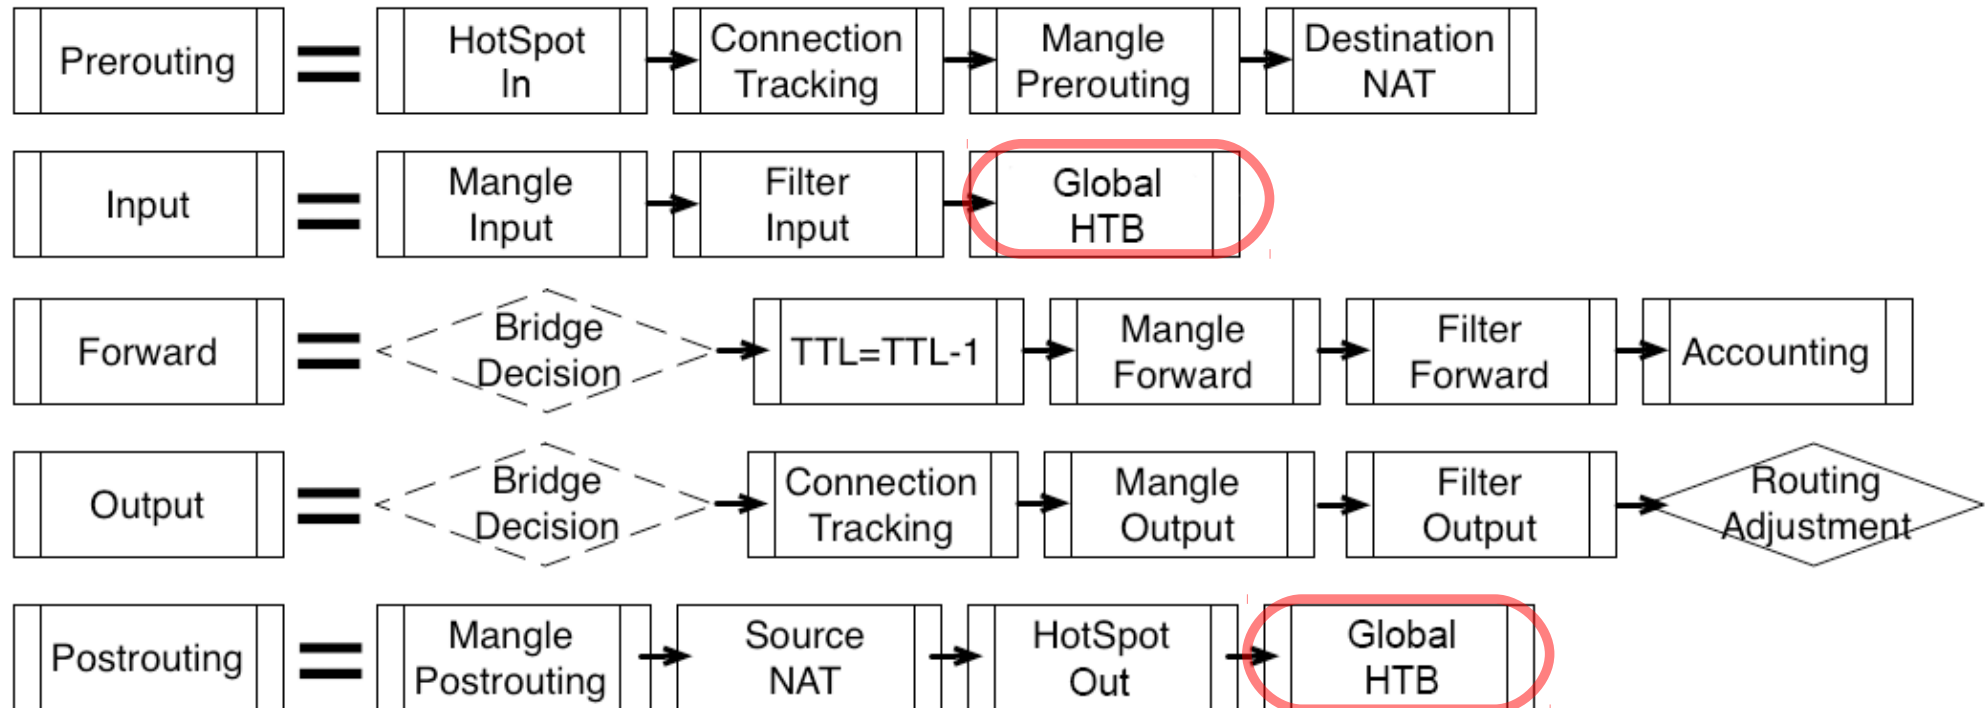 Prerouting = HotSpot In Connection Tracking Mangle Prerouting Destination NAT
Input = Mangle Input Filter Input Global HTB
Forward = Bridge Decision TTL=TTL-1 Mangle Forward Filter Forward Accounting
Output = Bridge Decision Connection Tracking Mangle Output Filter Output Routing Adjustment
Postrouting = Mangle Postrouting Source NAT HotSpot Out Global HTB